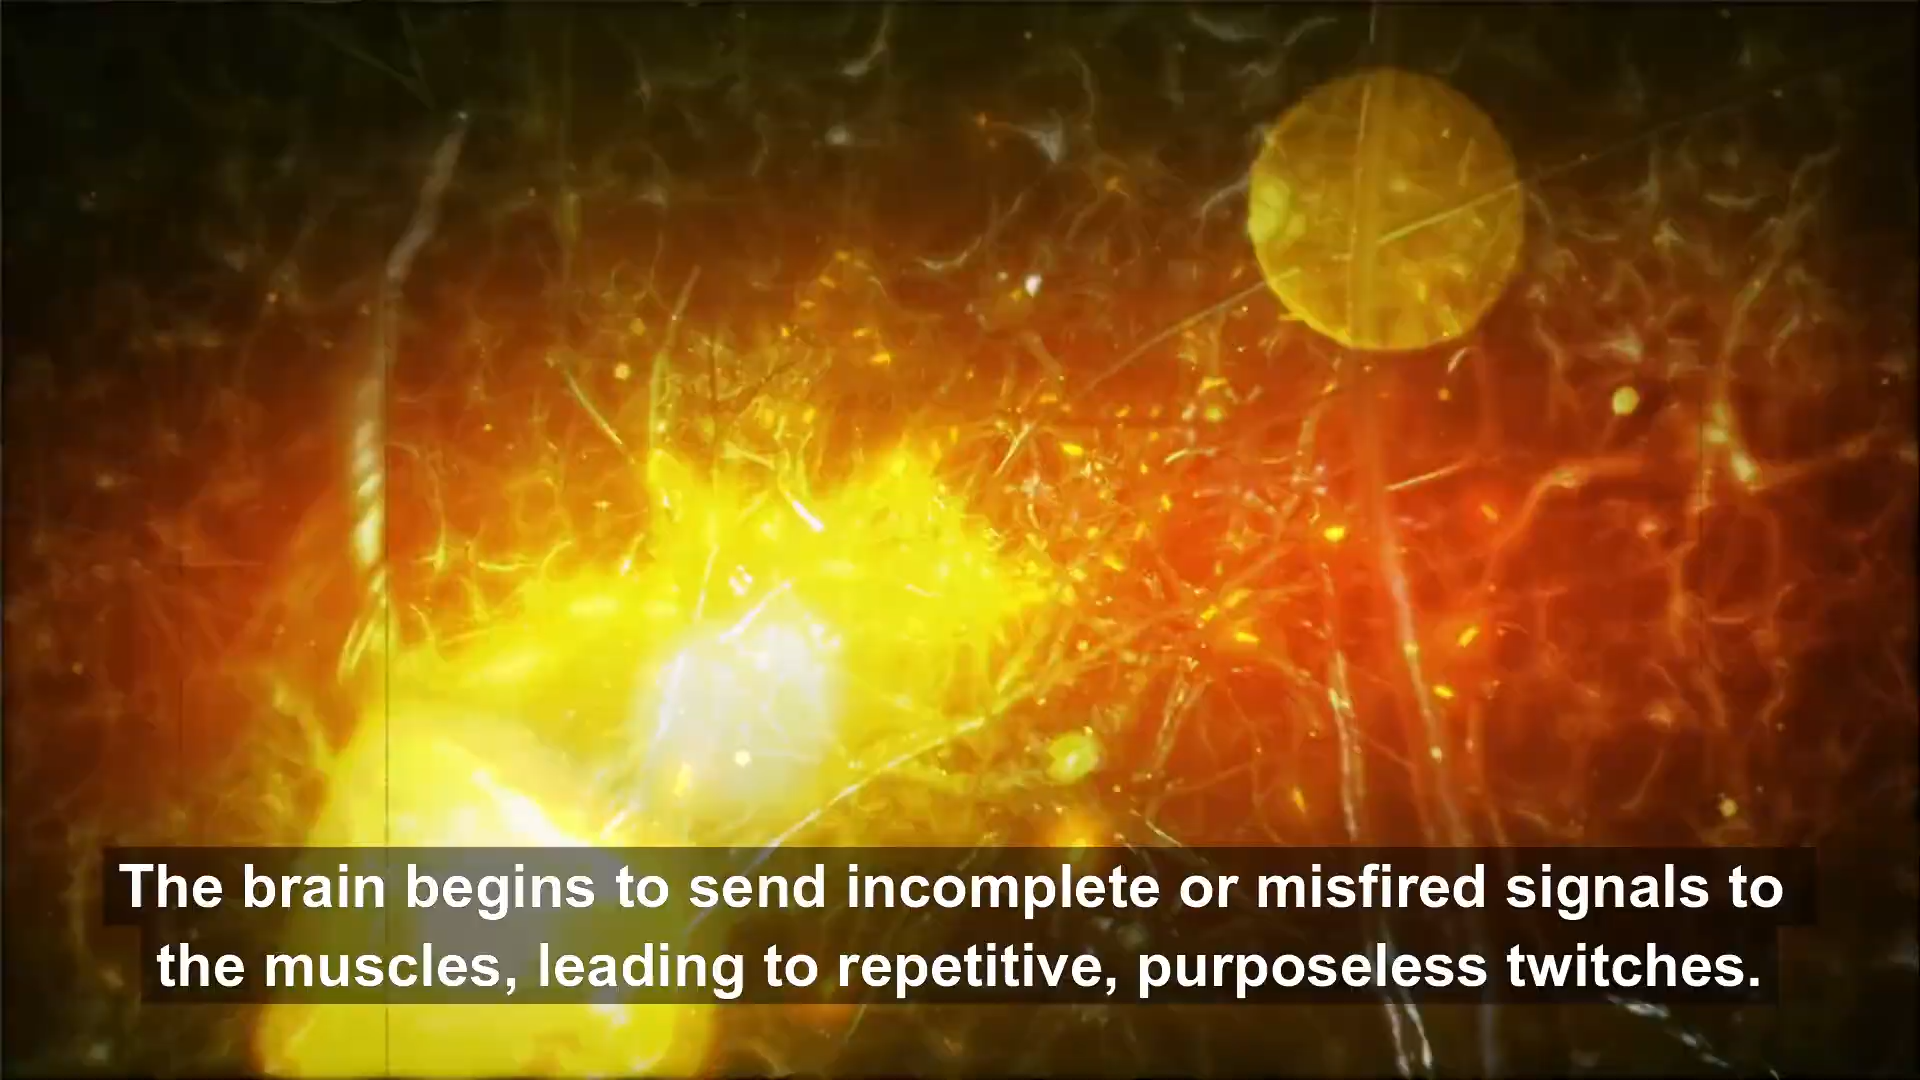 The brain begins to send incomplete or misfired signals to
the muscles, leading to repetitive, purposeless twitches.